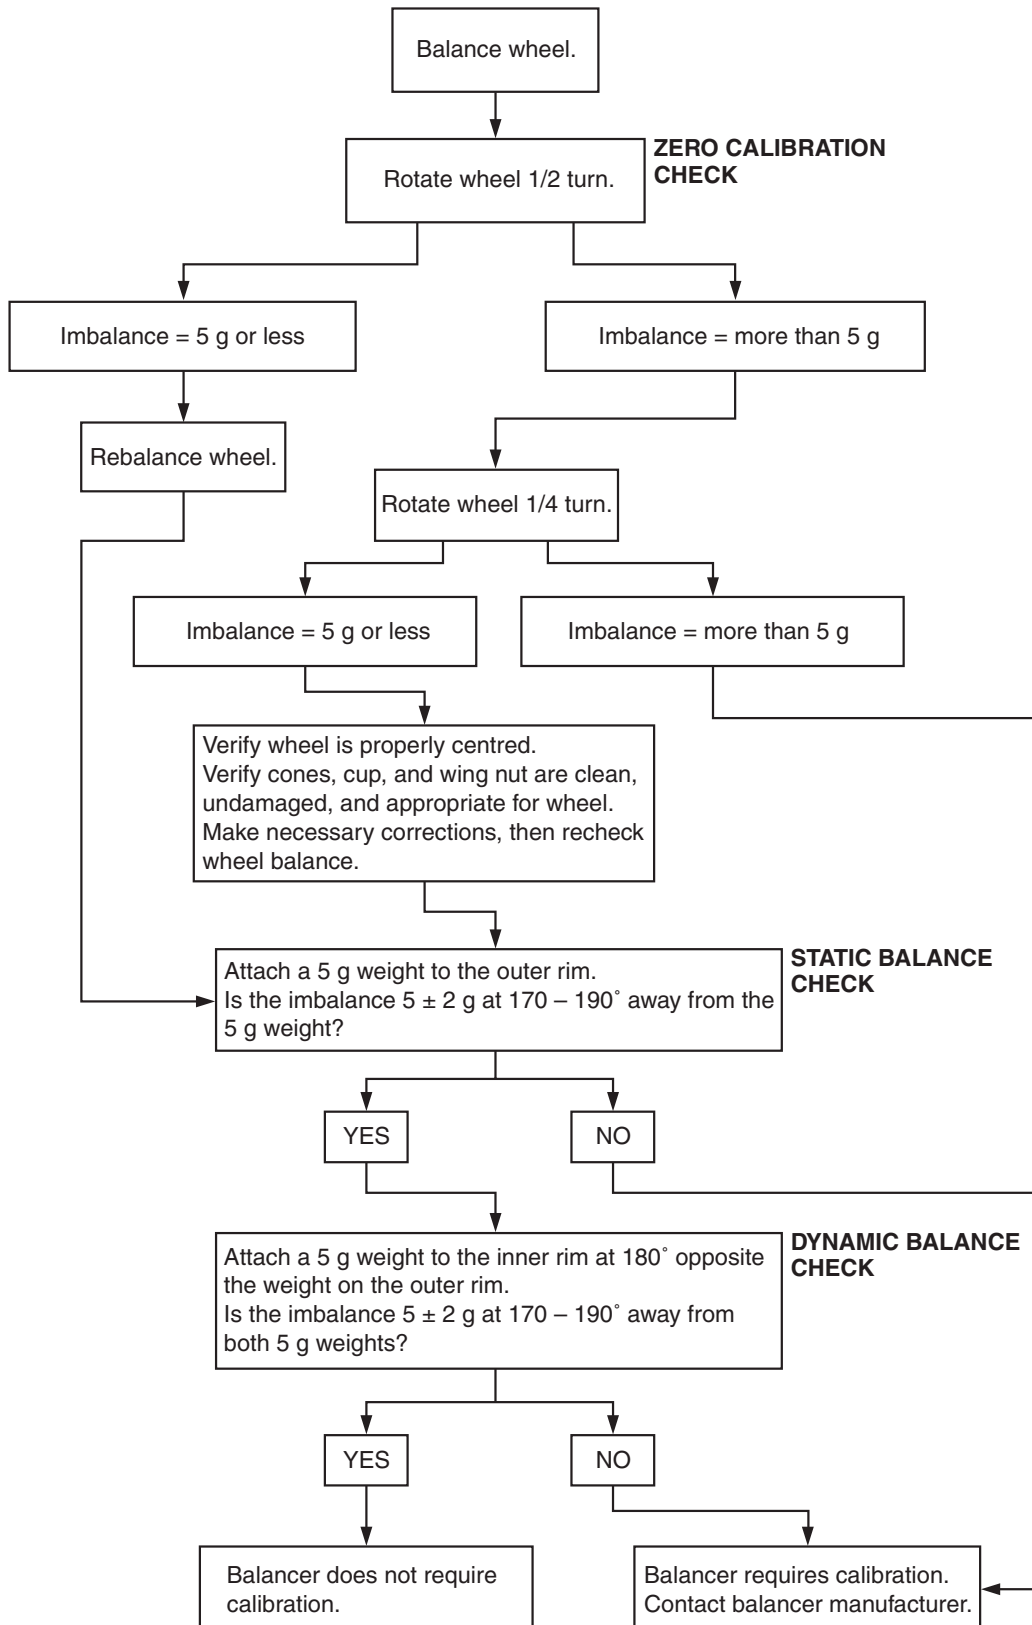 Balance wheel.
ZERO CALIBRATION
CHECK
Rotate wheel 1/2 turn.
Imbalance = 5 g or less
Imbalance = more than 5 g
Rebalance wheel.
Rotate wheel 1/4 turn.
Imbalance = 5 g or less
Imbalance = more than 5 g
Verify wheel is properly centred.
Verify cones, cup, and wing nut are clean,
undamaged, and appropriate for wheel.
Make necessary corrections, then recheck
wheel balance.
STATIC BALANCE
CHECK
Attach a 5 g weight to the outer rim.
Is the imbalance 5 ± 2 g at 170 – 190˚ away from the
5 g weight?
YES
NO
DYNAMIC BALANCE
CHECK
Attach a 5 g weight to the inner rim at 180˚ opposite
the weight on the outer rim.
Is the imbalance 5 ± 2 g at 170 – 190˚ away from
both 5 g weights?
YES
NO
Balancer does not require
calibration.
Balancer requires calibration.
Contact balancer manufacturer.